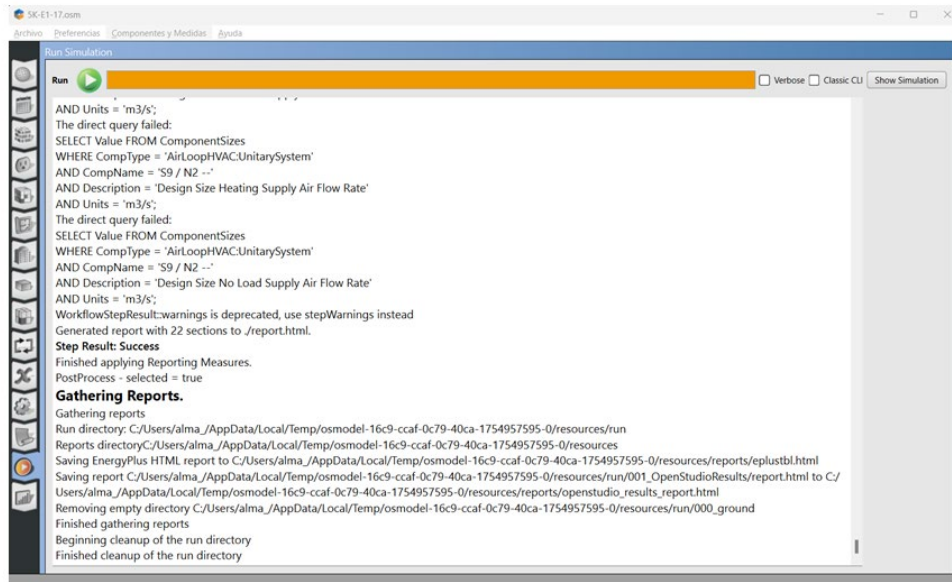 SK-E1-17.osm
Archivo Preferencias Componentes y Medidas Ayuda
Run Simulation
Run Verbose Classic CLI Show Simulation
AND Units = 'm3/s';
The direct query failed:
SELECT Value FROM ComponentSizes
WHERE CompType = 'AirLoopHVAC:UnitarySystem'
AND CompName = 'S9 / N2 --'
AND Description = 'Design Size Heating Supply Air Flow Rate'
AND Units = 'm3/s';
The direct query failed:
SELECT Value FROM ComponentSizes
WHERE CompType = 'AirLoopHVAC:UnitarySystem'
AND CompName = 'S9 / N2 --'
AND Description = 'Design Size No Load Supply Air Flow Rate'
AND Units = 'm3/s';
WorkflowStepResult::warnings is deprecated, use stepWarnings instead
Generated report with 22 sections to ./report.html.
Step Result: Success
Finished applying Reporting Measures.
PostProcess - selected = true
Gathering Reports.
Gathering reports
Run directory: C:/Users/alma_/AppData/Local/Temp/osmodel-16c9-ccaf-0c79-40ca-1754957595-0/resources/run
Reports directoryC:/Users/alma_/AppData/Local/Temp/osmodel-16c9-ccaf-0c79-40ca-1754957595-0/resources
Saving EnergyPlus HTML report to C:/Users/alma_/AppData/Local/Temp/osmodel-16c9-ccaf-0c79-40ca-1754957595-0/resources/reports/eplustbl.html
Saving report C:/Users/alma_/AppData/Local/Temp/osmodel-16c9-ccaf-0c79-40ca-1754957595-0/resources/run/001_OpenStudioResults/report.html to C:/
Users/alma_/AppData/Local/Temp/osmodel-16c9-ccaf-0c79-40ca-1754957595-0/resources/reports/openstudio_results_report.html
Removing empty directory C:/Users/alma_/AppData/Local/Temp/osmodel-16c9-ccaf-0c79-40ca-1754957595-0/resources/run/000_ground
Finished gathering reports
Beginning cleanup of the run directory
Finished cleanup of the run directory